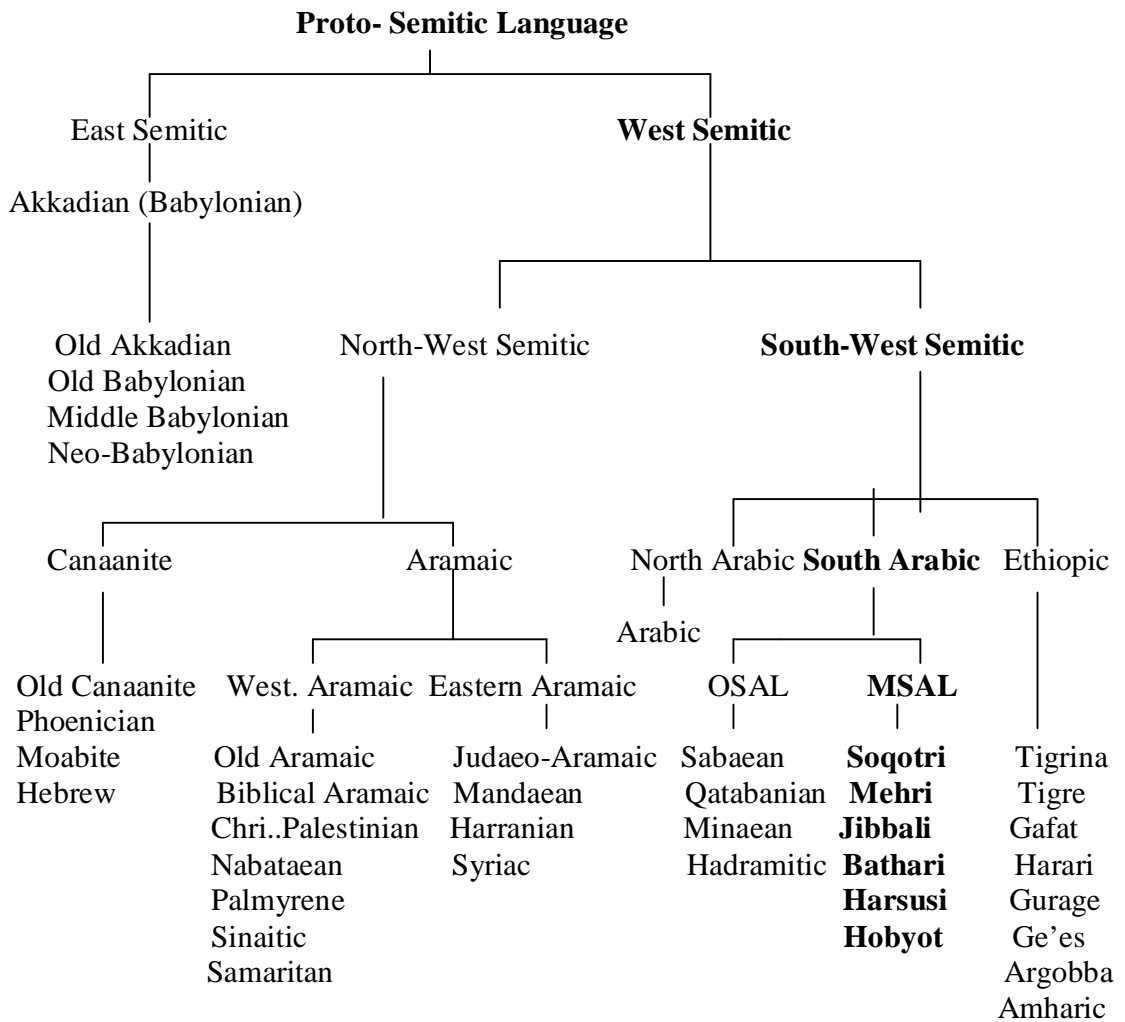 Proto- Semitic Language
East Semitic
West Semitic
Akkadian (Babylonian)
Old Akkadian
Old Babylonian
Middle Babylonian
Neo-Babylonian
North-West Semitic
South-West Semitic
Canaanite
Aramaic
North Arabic
South Arabic
Ethiopic
Arabic
Old Canaanite
Phoenician
Moabite
Hebrew
West. Aramaic
Old Aramaic
Biblical Aramaic
Chri..Palestinian
Nabataean
Palmyrene
Sinaitic
Samaritan
Eastern Aramaic
Judaeo-Aramaic
Mandaean
Harranian
Syriac
OSAL
Sabaean
Qatabanian
Minaean
Hadramitic
MSAL
Soqotri
Mehri
Jibbali
Bathari
Harsusi
Hobyot
Tigrina
Tigre
Gafat
Harari
Gurage
Ge’es
Argobba
Amharic